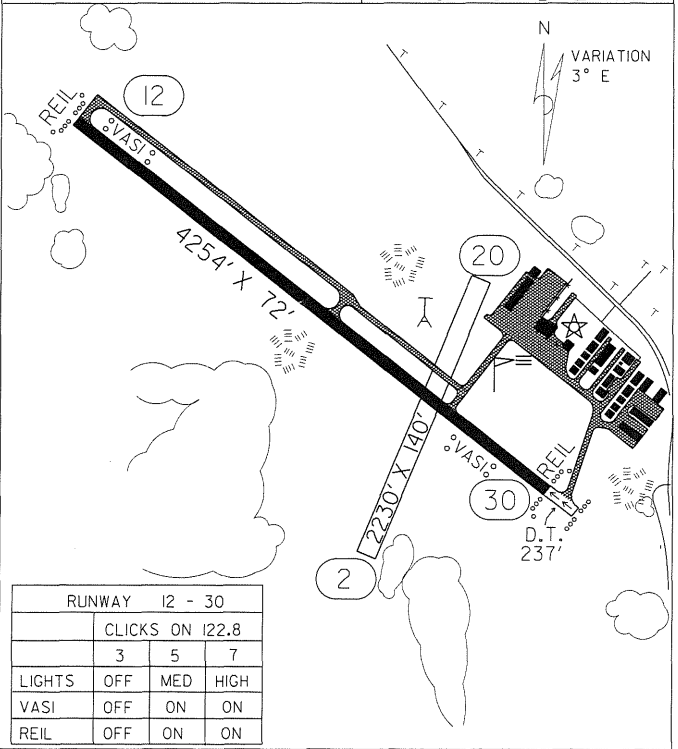 N
VARIATION
3° E
REIL
12
VASI
4254' X 72'
20
2230' X 140'
VASI
REIL
30
D.T.
237'
2
RUNWAY 12 - 30
CLICKS ON 122.8
3 5 7
LIGHTS OFF MED HIGH
VASI OFF ON ON
REIL OFF ON ON